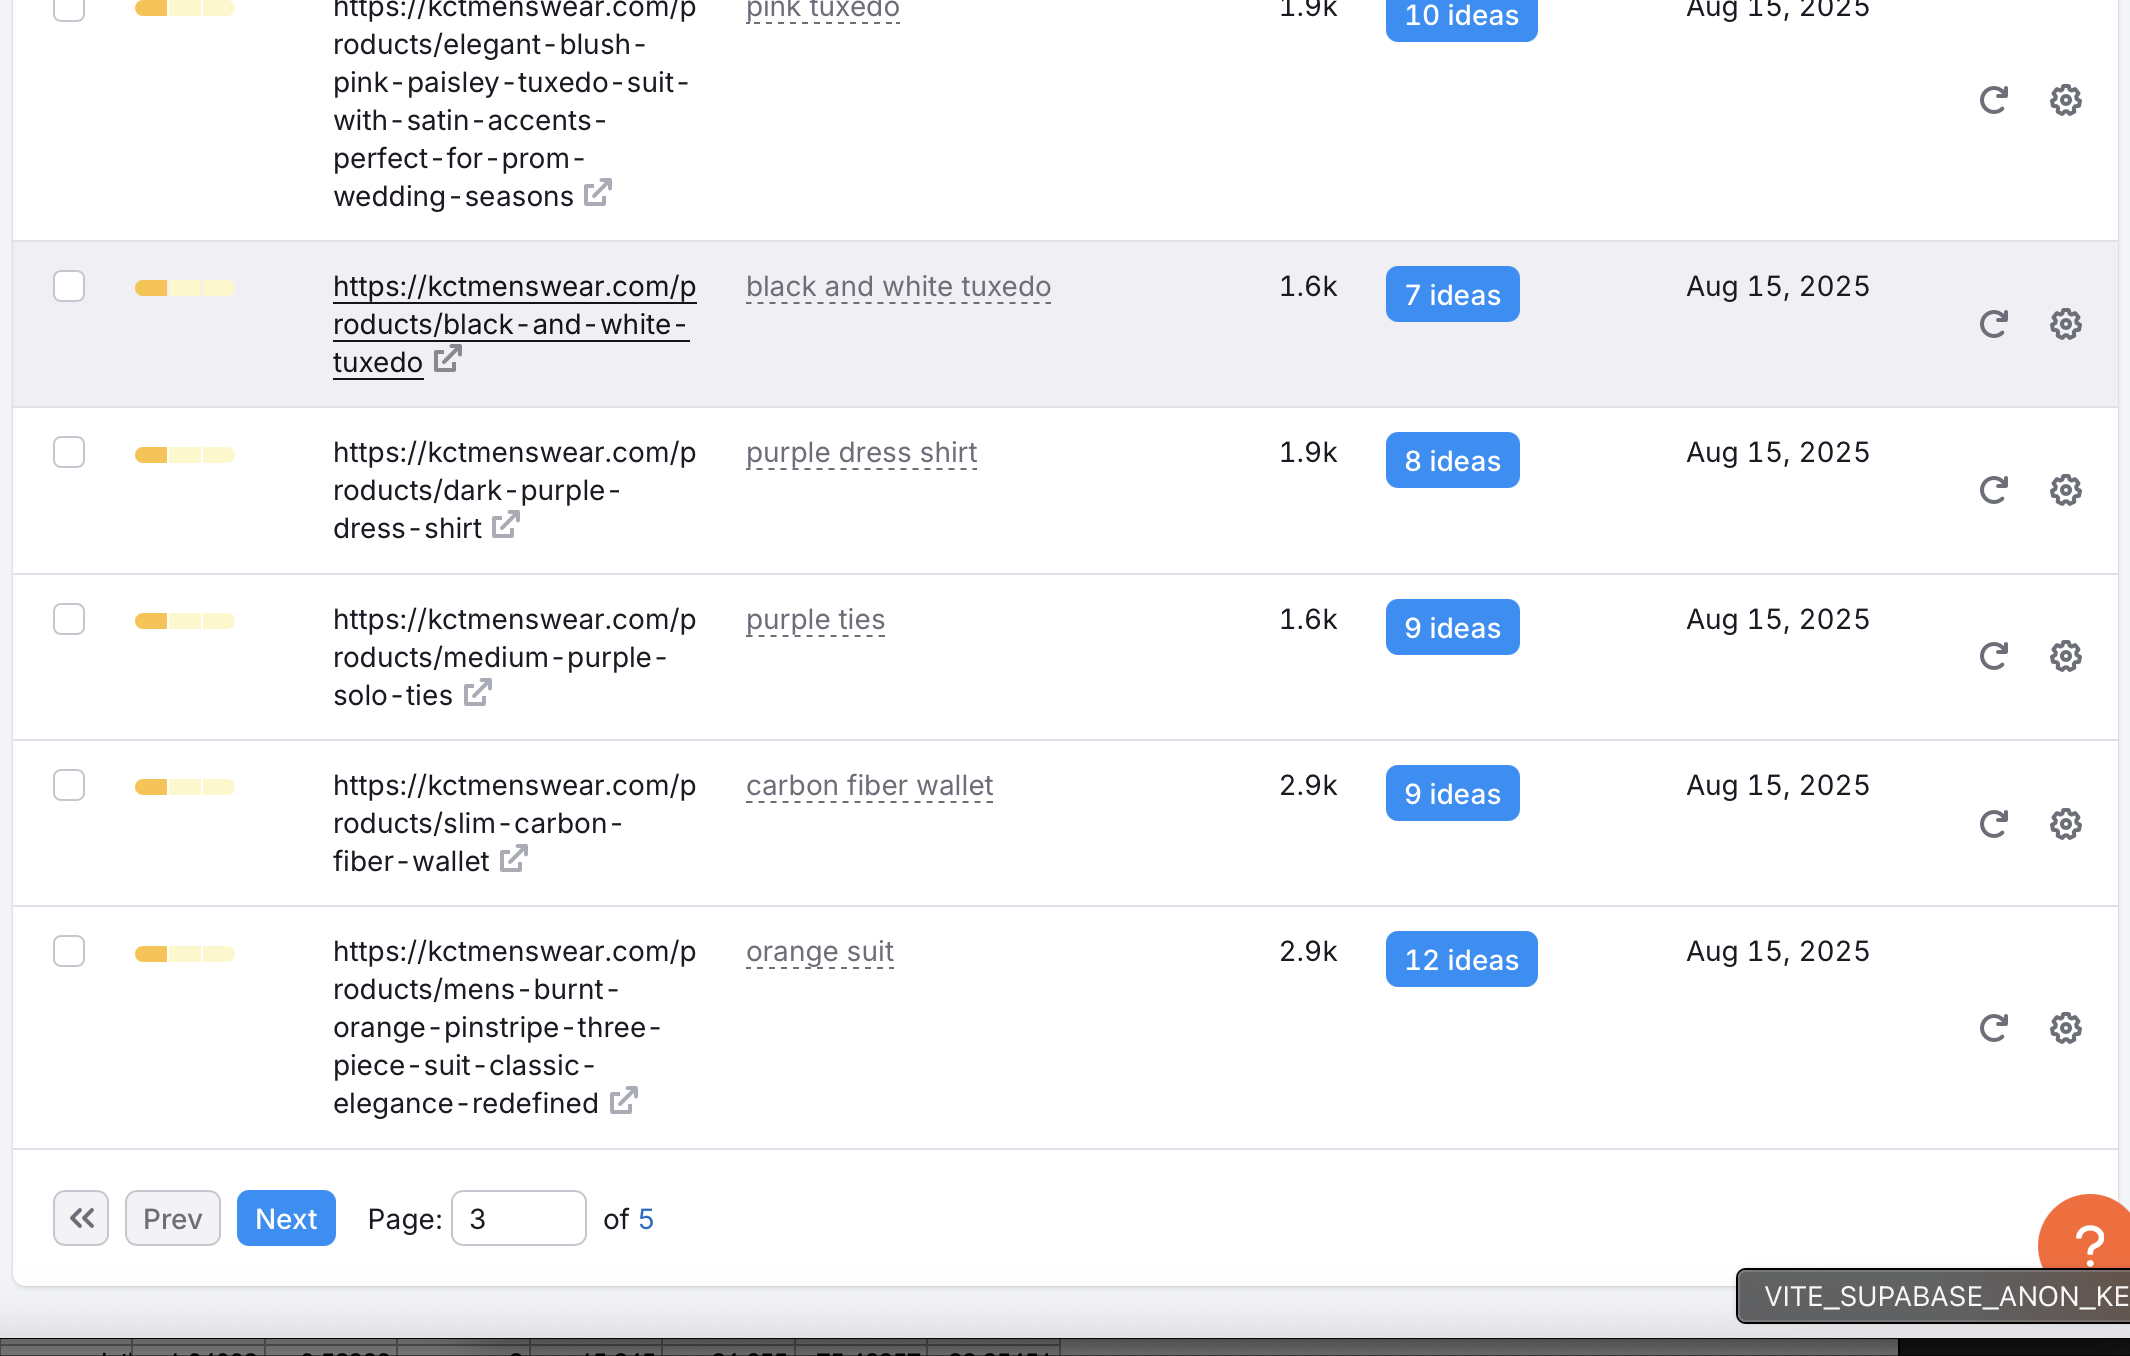 https://kctmenswear.com/p pink tuxedo 1.9k 10 ideas Aug 15, 2025
roducts/elegant-blush-
pink-paisley-tuxedo-suit-
with-satin-accents-
perfect-for-prom-
wedding-seasons
https://kctmenswear.com/p black and white tuxedo 1.6k 7 ideas Aug 15, 2025
roducts/black-and-white-
tuxedo
https://kctmenswear.com/p purple dress shirt 1.9k 8 ideas Aug 15, 2025
roducts/dark-purple-
dress-shirt
https://kctmenswear.com/p purple ties 1.6k 9 ideas Aug 15, 2025
roducts/medium-purple-
solo-ties
https://kctmenswear.com/p carbon fiber wallet 2.9k 9 ideas Aug 15, 2025
roducts/slim-carbon-
fiber-wallet
https://kctmenswear.com/p orange suit 2.9k 12 ideas Aug 15, 2025
roducts/mens-burnt-
orange-pinstripe-three-
piece-suit-classic-
elegance-redefined
Prev Next Page: 3 of 5
?
VITE_SUPABASE_ANON_KE